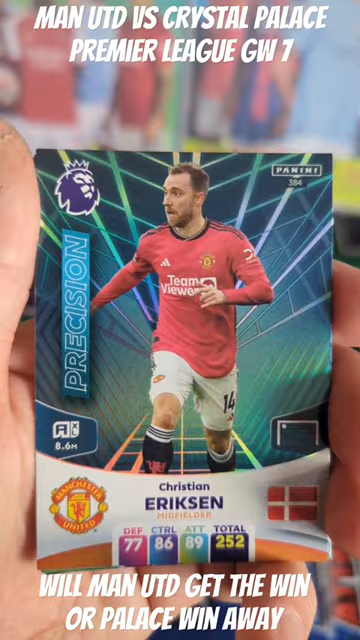 MAN UTD VS CRYSTAL PALACE
PREMIER LEAGUE GW 7
PANINI
384
PRECISION
Team
Viewer
14
8.6M
MANCHESTER
UNITED
Christian
ERIKSEN
MIDFIELDER
DEF CTRL ATT TOTAL
77 86 89 252
WILL MAN UTD GET THE WIN
OR PALACE WIN AWAY